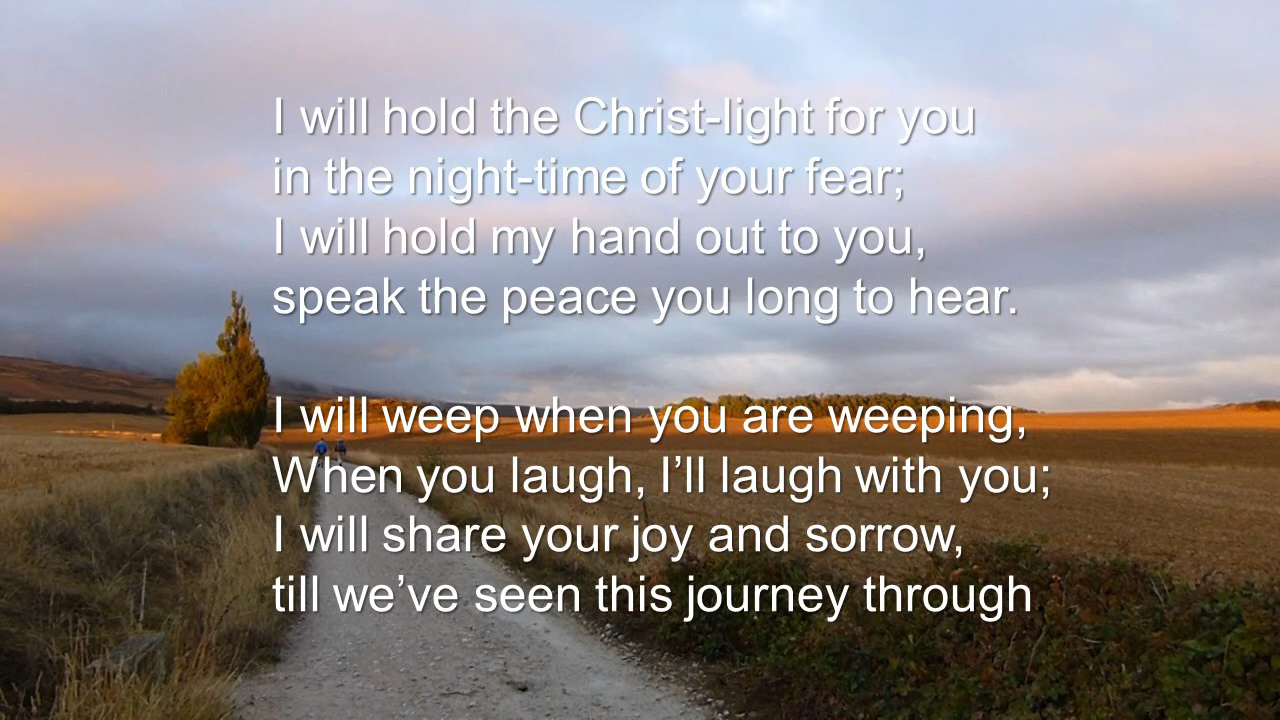 I will hold the Christ-light for you
in the night-time of your fear;
I will hold my hand out to you,
speak the peace you long to hear.
I will weep when you are weeping,
When you laugh, I’ll laugh with you;
I will share your joy and sorrow,
till we’ve seen this journey through